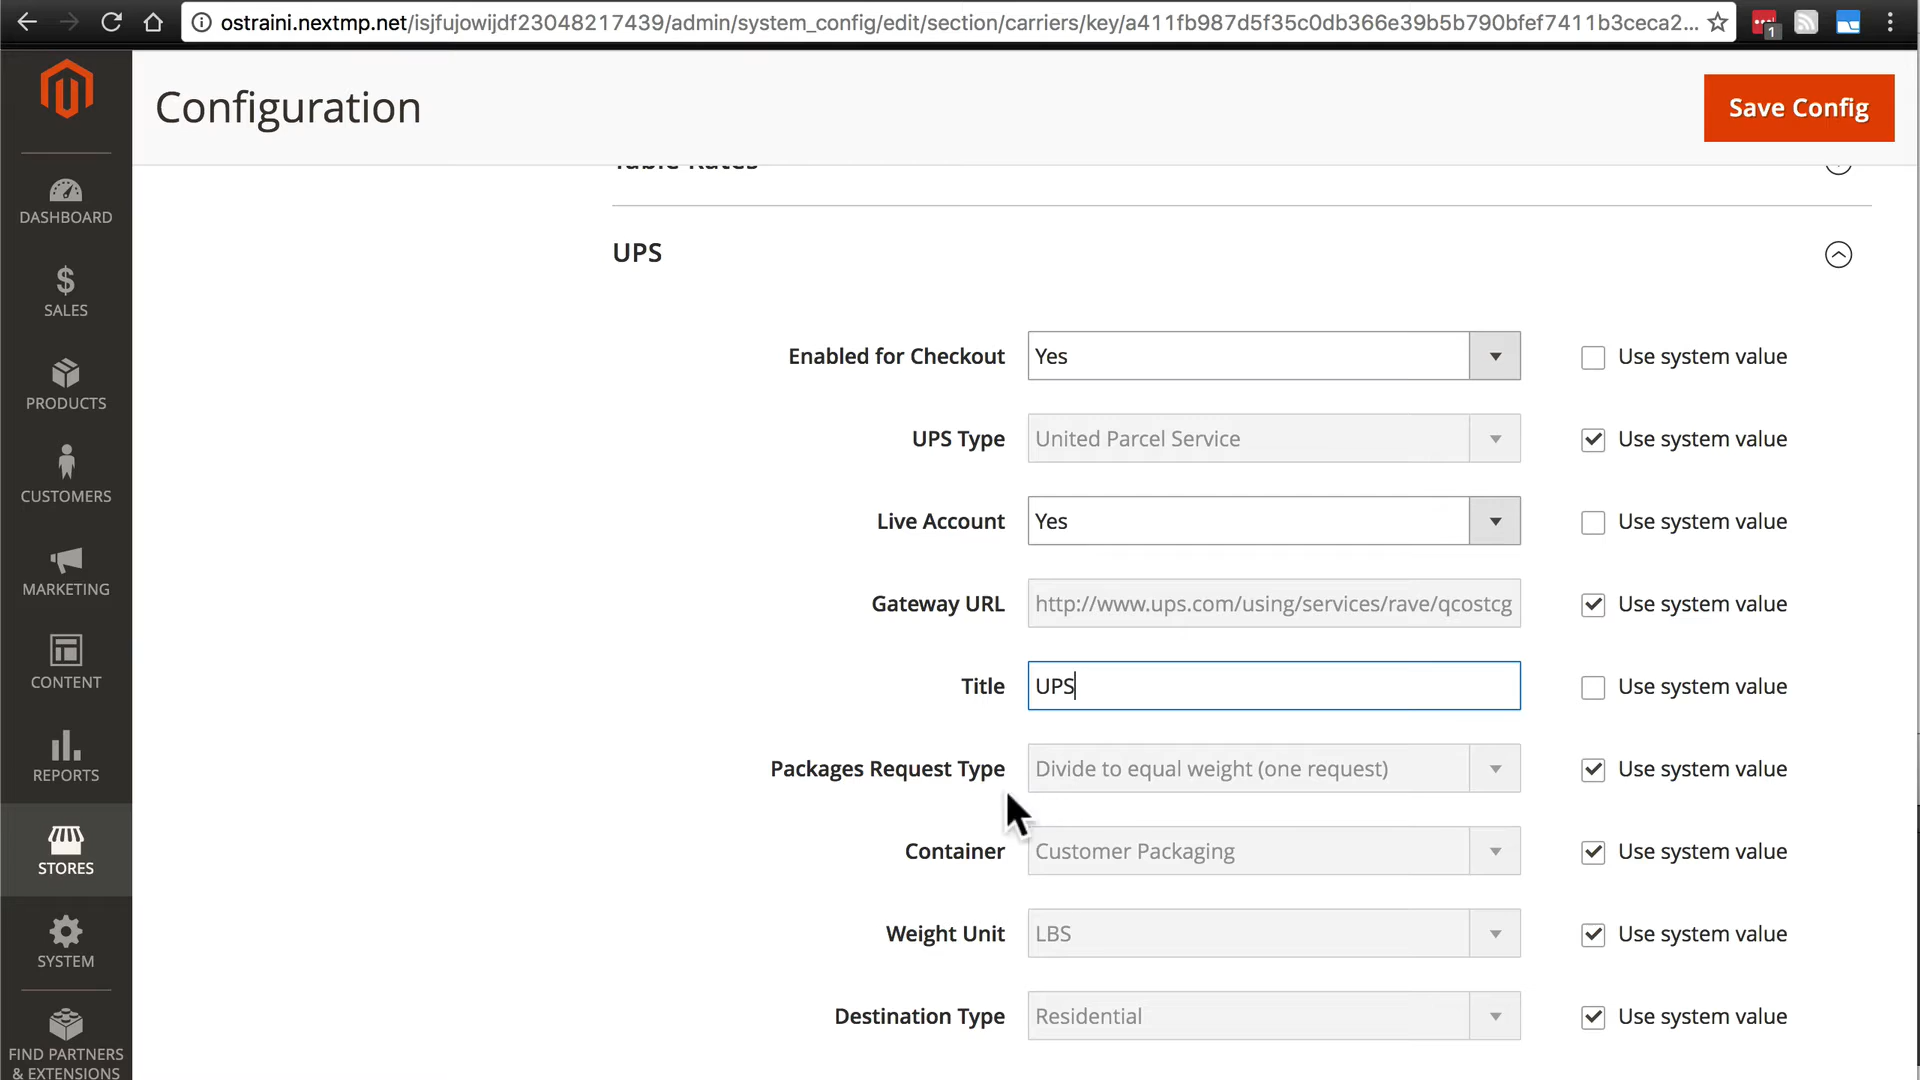 ostraini.nextmp.net/isjfujowijdf23048217439/admin/system_config/edit/section/carriers/key/a411fb987d5f35c0db366e39b5b790bfef7411b3ceca2...
1
Configuration
Save Config
Table Rates
UPS
DASHBOARD
SALES
PRODUCTS
CUSTOMERS
MARKETING
CONTENT
REPORTS
STORES
SYSTEM
FIND PARTNERS
& EXTENSIONS
Enabled for Checkout Yes Use system value
UPS Type United Parcel Service Use system value
Live Account Yes Use system value
Gateway URL http://www.ups.com/using/services/rave/qcostcg Use system value
Title UPS Use system value
Packages Request Type Divide to equal weight (one request) Use system value
Container Customer Packaging Use system value
Weight Unit LBS Use system value
Destination Type Residential Use system value